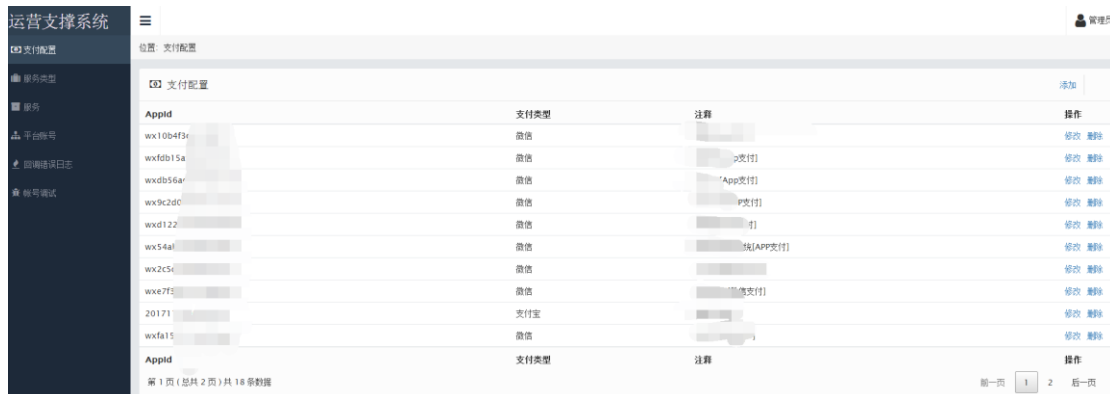 运营支撑系统
管理员
支付配置
位置: 支付配置
服务类型
支付配置
添加
服务
AppId 支付类型 注释 操作
平台账号
wx10b4f3 微信 修改 删除
回调错误日志
wxfdb15a 微信 p支付] 修改 删除
帐号调试
wxdb56a 微信 [App支付] 修改 删除
wx9c2d0 微信 P支付] 修改 删除
wxd122 微信 付] 修改 删除
wx54a 微信 统[APP支付] 修改 删除
wx2c5 微信 修改 删除
wxe7f3 微信 微信支付] 修改 删除
20171 支付宝 修改 删除
wxfa15 微信 ] 修改 删除
AppId 支付类型 注释 操作
第 1 页 ( 总共 2 页 ) 共 18 条数据
前一页 1 2 后一页